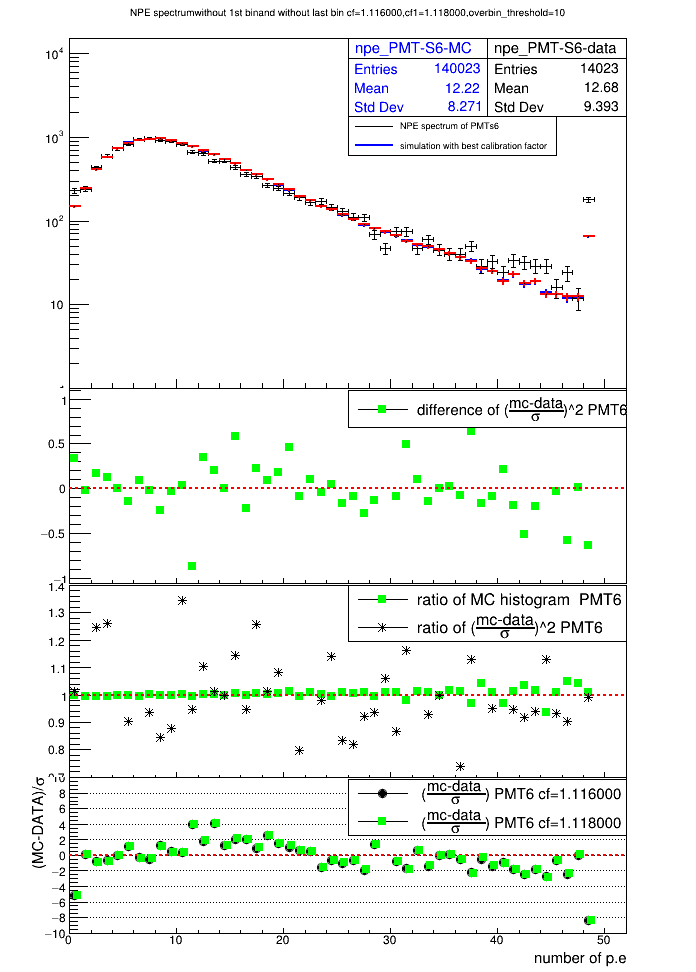 NPE spectrumwithout 1st binand without last bin cf=1.116000,cf1=1.118000,overbin_threshold=10
npe_PMT-S6-MC
Entries 140023
Mean 12.22
Std Dev 8.271
npe_PMT-S6-data
Entries 14023
Mean 12.68
Std Dev 9.393
NPE spectrum of PMTs6
simulation with best calibration factor
10^4
10^3
10^2
10
difference of (mc-data/σ)^2 PMT6
1
0.5
0
−0.5
−1
ratio of MC histogram PMT6
ratio of (mc-data/σ)^2 PMT6
1.4
1.3
1.2
1.1
1
0.9
0.8
(mc-data/σ) PMT6 cf=1.116000
(mc-data/σ) PMT6 cf=1.118000
(MC-DATA)/σ
8
6
4
2
0
−2
−4
−6
−8
−10
0 10 20 30 40 50
number of p.e